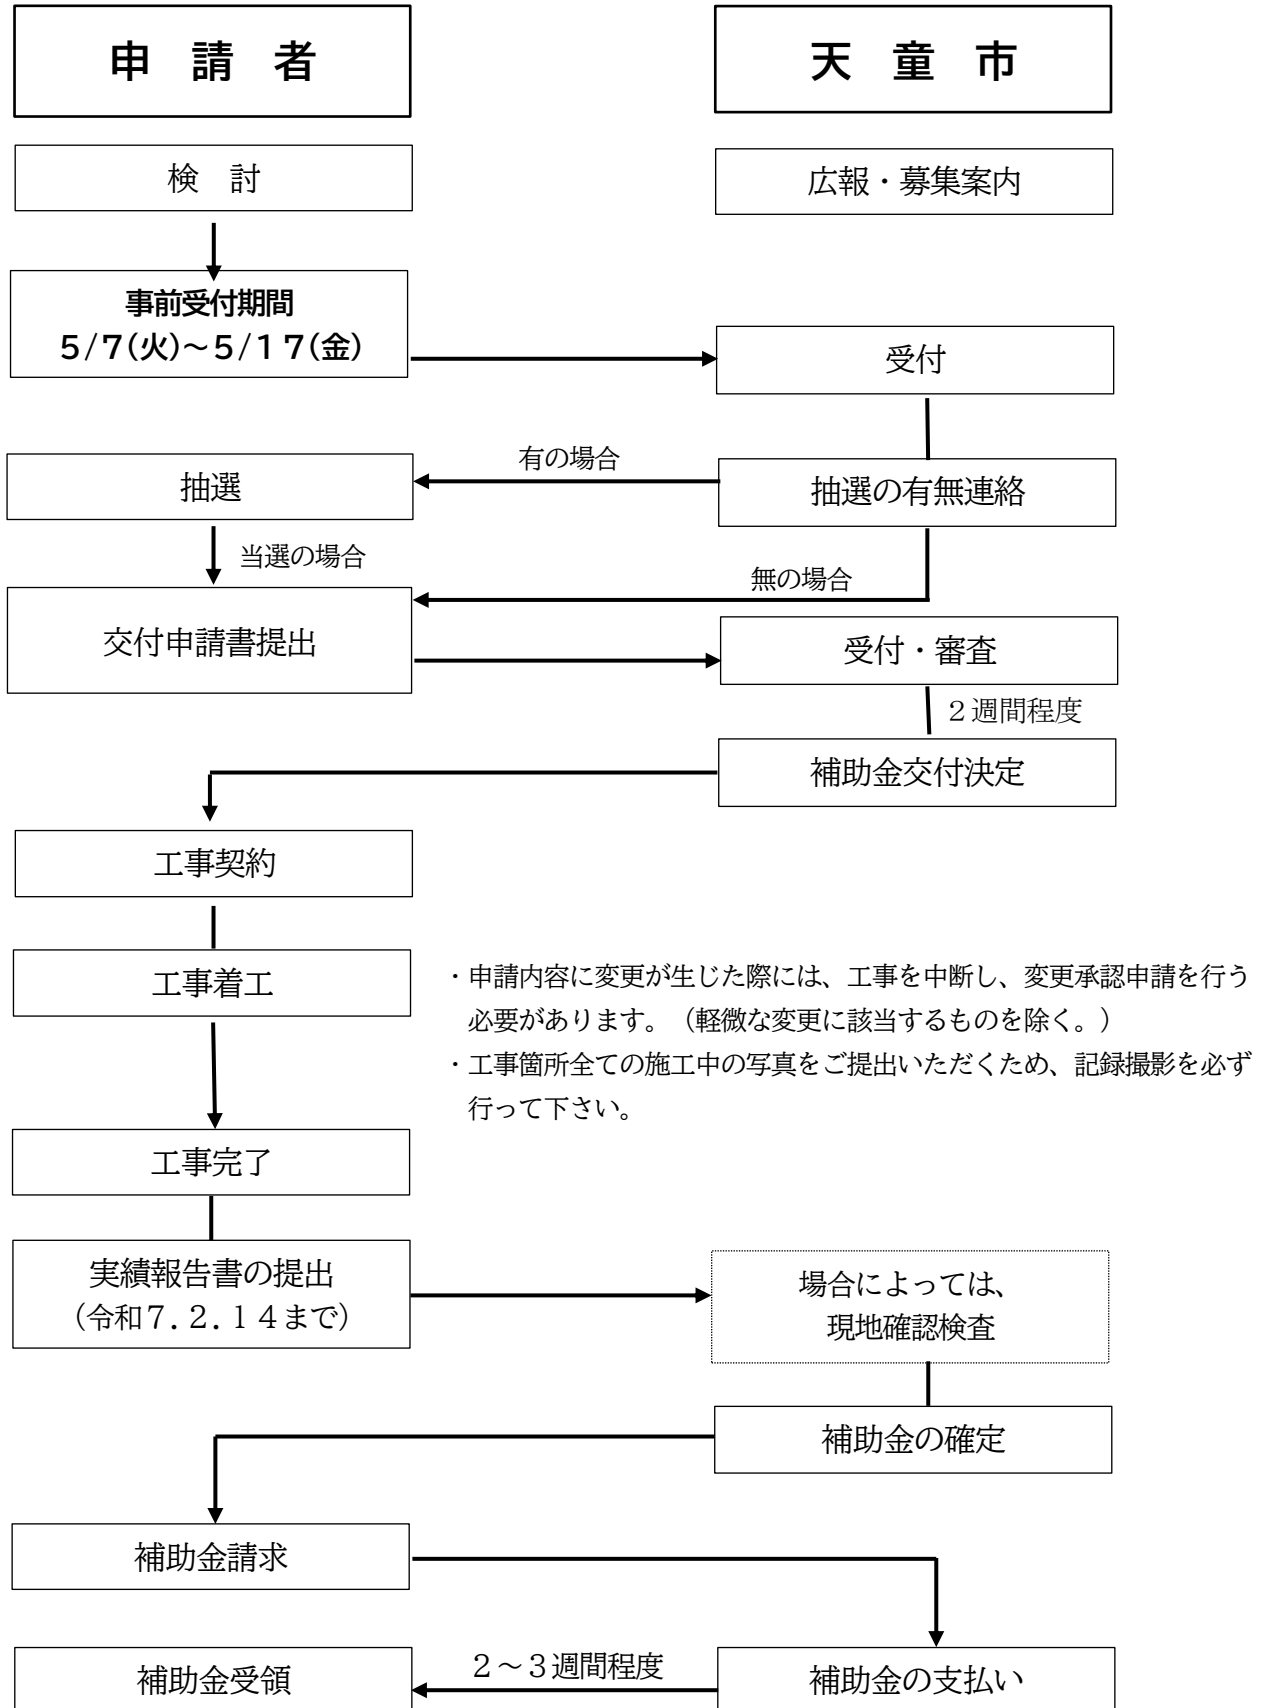 申　請　者
天　童　市
検　討
広報・募集案内
事前受付期間
５/７(火)～５/１７(金)
受付
有の場合
抽選
抽選の有無連絡
当選の場合
無の場合
交付申請書提出
受付・審査
２週間程度
補助金交付決定
工事契約
工事着工
・申請内容に変更が生じた際には、工事を中断し、変更承認申請を行う
必要があります。（軽微な変更に該当するものを除く。）
・工事箇所全ての施工中の写真をご提出いただくため、記録撮影を必ず
行って下さい。
工事完了
実績報告書の提出
（令和７.２.１４まで）
場合によっては、
現地確認検査
補助金の確定
補助金請求
２～３週間程度
補助金受領
補助金の支払い